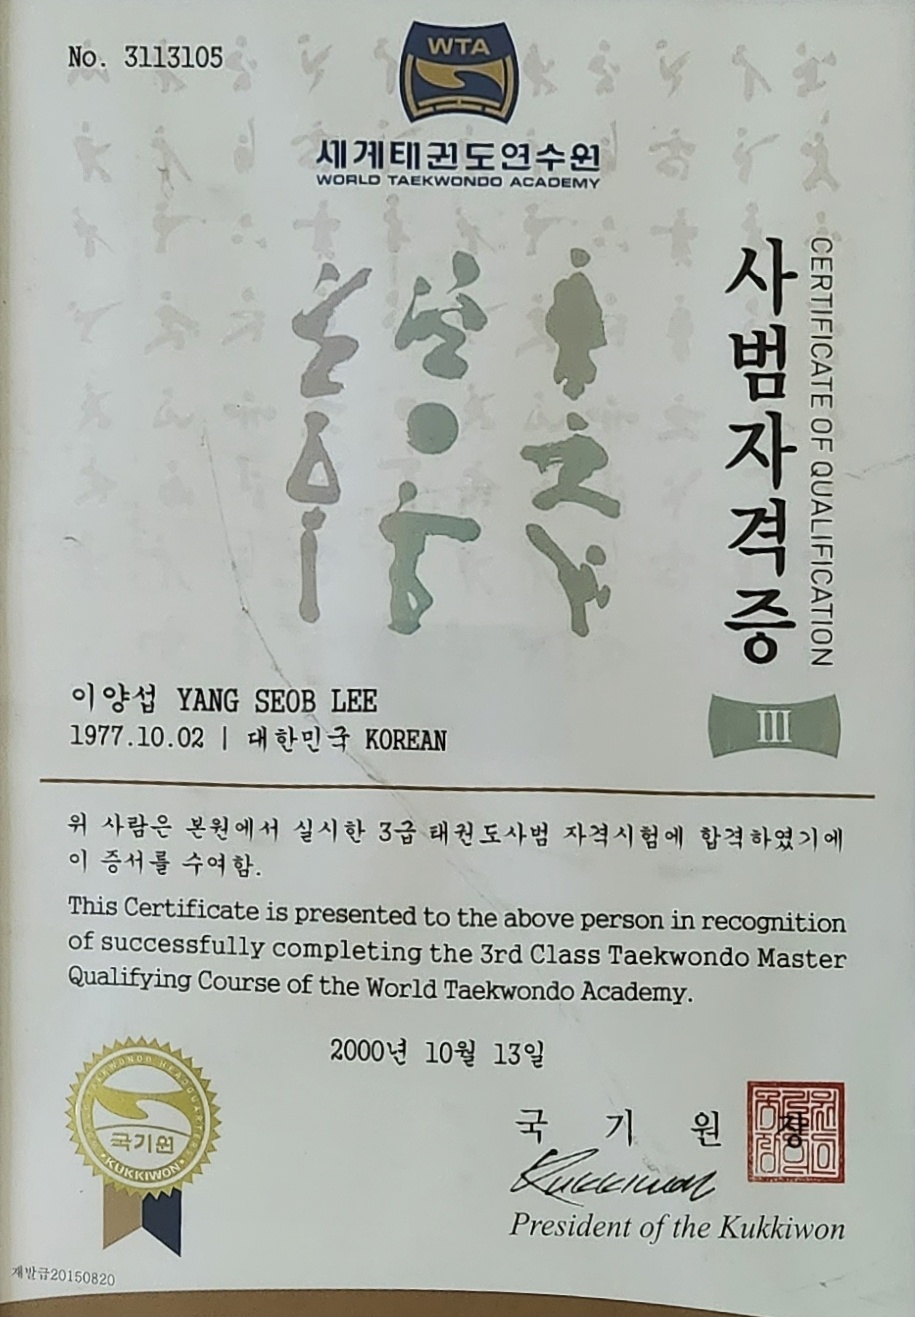 No. 3113105
WTA
세계태권도연수원
WORLD TAEKWONDO ACADEMY
사범자격증
CERTIFICATE OF QUALIFICATION
III
이양섭 YANG SEOB LEE
1977.10.02 | 대한민국 KOREAN
위 사람은 본원에서 실시한 3급 태권도사범 자격시험에 합격하였기에
이 증서를 수여함.
This Certificate is presented to the above person in recognition
of successfully completing the 3rd Class Taekwondo Master
Qualifying Course of the World Taekwondo Academy.
2000년 10월 13일
국기원장
Kukkiwon
President of the Kukkiwon
TAEKWONDO HEADQUARTERS
국기원
KUKKIWON
재발급20150820